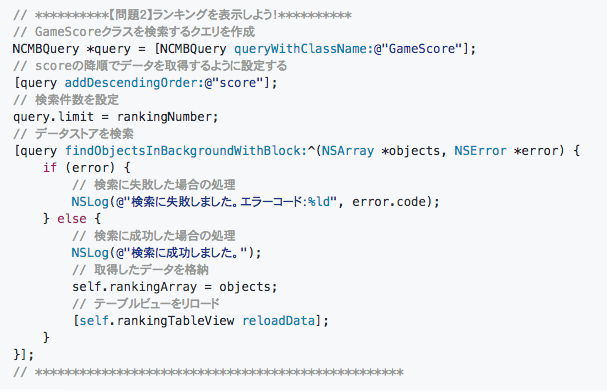 // **********【問題2】ランキングを表示しよう！**********
// GameScoreクラスを検索するクエリを作成
NCMBQuery *query = [NCMBQuery queryWithClassName:@"GameScore"];
// scoreの降順でデータを取得するように設定する
[query addDescendingOrder:@"score"];
// 検索件数を設定
query.limit = rankingNumber;
// データストアを検索
[query findObjectsInBackgroundWithBlock:^(NSArray *objects, NSError *error) {
    if (error) {
        // 検索に失敗した場合の処理
        NSLog(@"検索に失敗しました。エラーコード:%ld", error.code);
    } else {
        // 検索に成功した場合の処理
        NSLog(@"検索に成功しました。");
        // 取得したデータを格納
        self.rankingArray = objects;
        // テーブルビューをリロード
        [self.rankingTableView reloadData];
    }
}];
// **************************************************